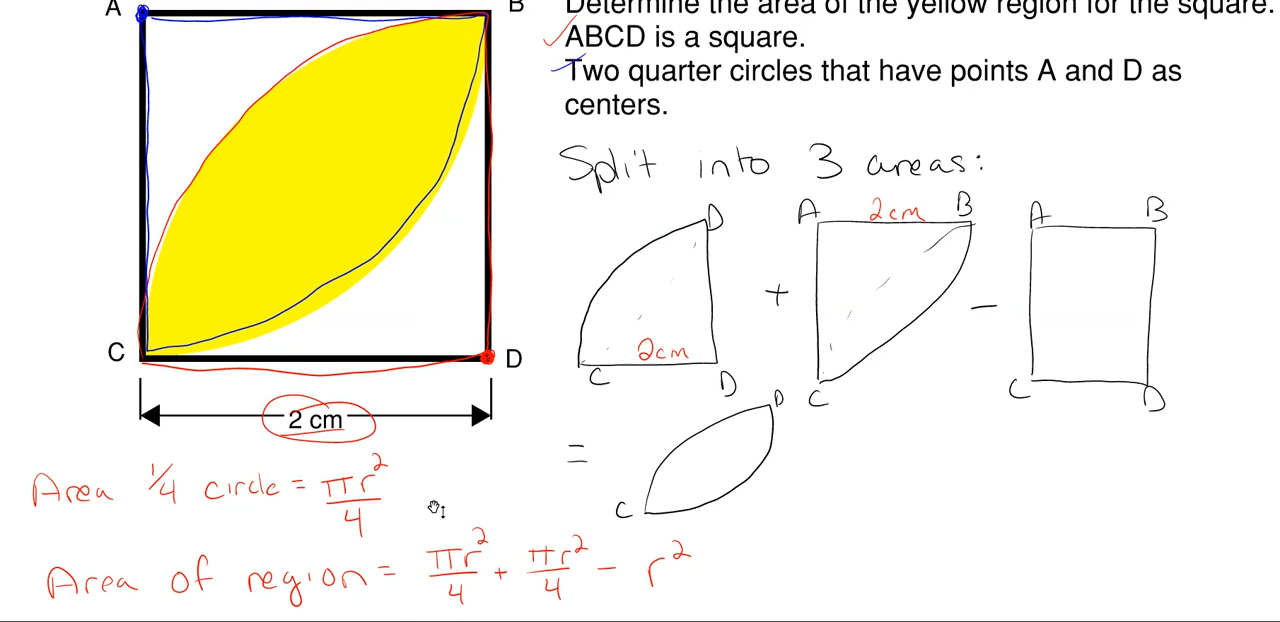 A
B
C
D
2 cm
Determine the area of the yellow region for the square.
ABCD is a square.
Two quarter circles that have points A and D as
centers.
Split into 3 areas:
D
2cm
C
D
+
A
2cm
B
C
−
A
B
C
D
=
D
C
Area 1/4 circle = πr²/4
Area of region = πr²/4 + πr²/4 − r²